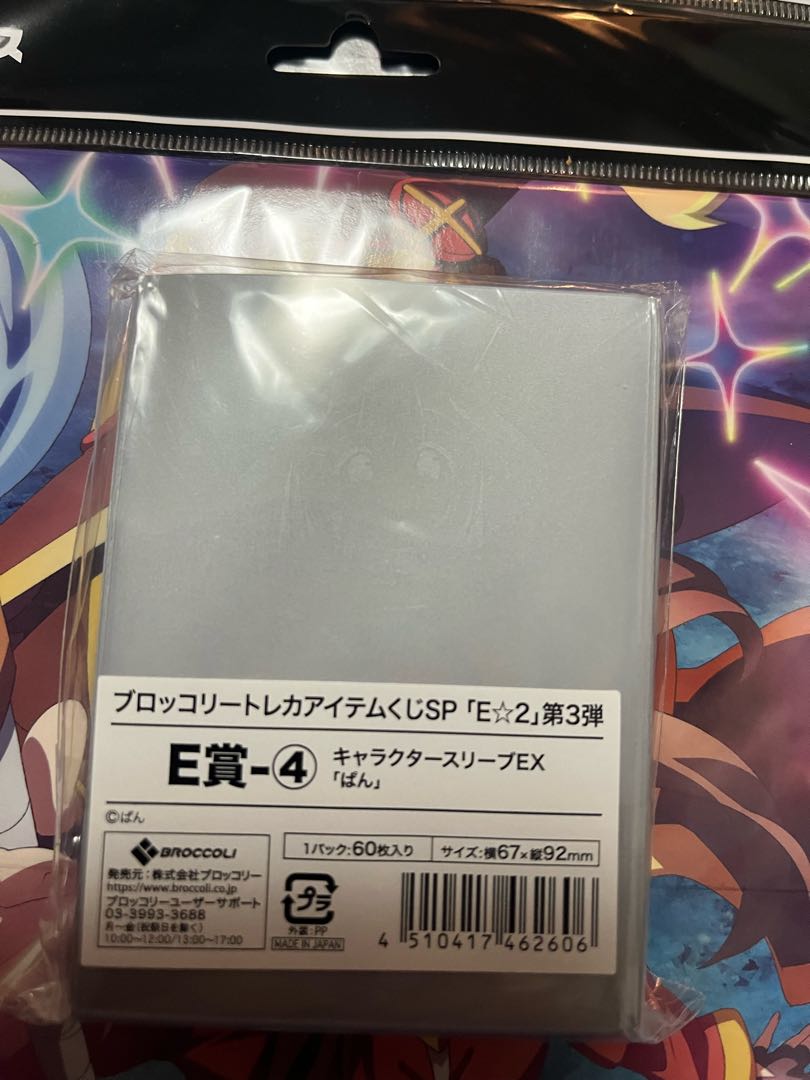 ス
ブロッコリートレカアイテムくじSP「E☆2」第3弾
E賞-④ キャラクタースリーブEX
「ぱん」
©ぱん
BROCCOLI
発売元：株式会社ブロッコリー
https://www.broccoli.co.jp
ブロッコリーユーザーサポート
03-3993-3688
月～金（祝祭日を除く）
10:00～12:00/13:00～17:00
1パック：60枚入り
サイズ：横67×縦92mm
プラ
外装：PP
MADE IN JAPAN
4 510417 462606